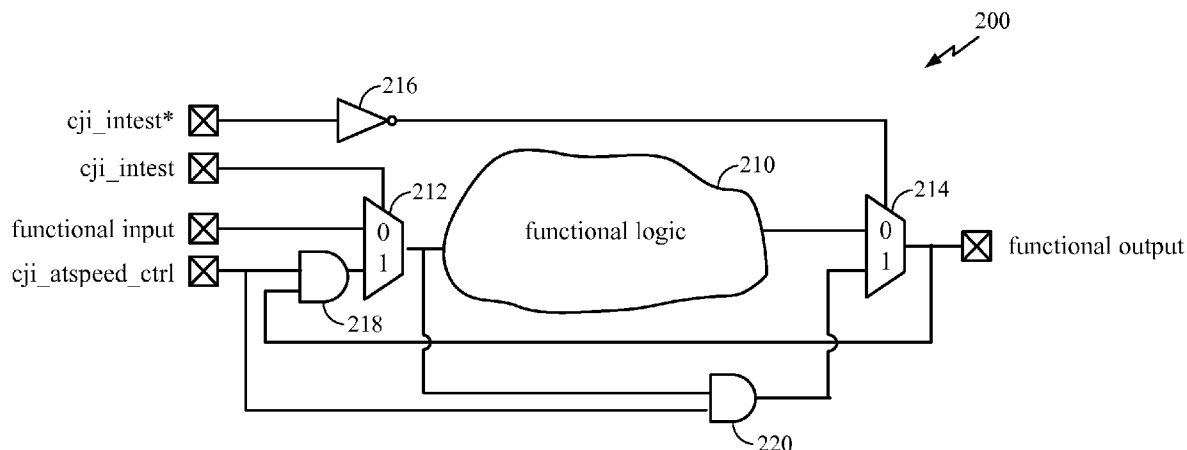 200
216
cji_intest*
cji_intest
212
210
214
functional input
0
functional logic
0
functional output
cji_atspeed_ctrl
1
1
218
220